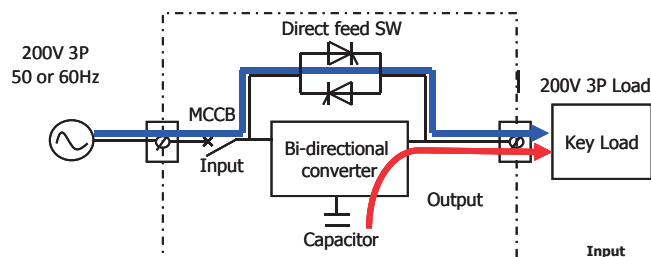 Direct feed SW
200V 3P
50 or 60Hz
200V 3P Load
MCCB
Input
Bi-directional
converter
Key Load
Output
Capacitor
Input